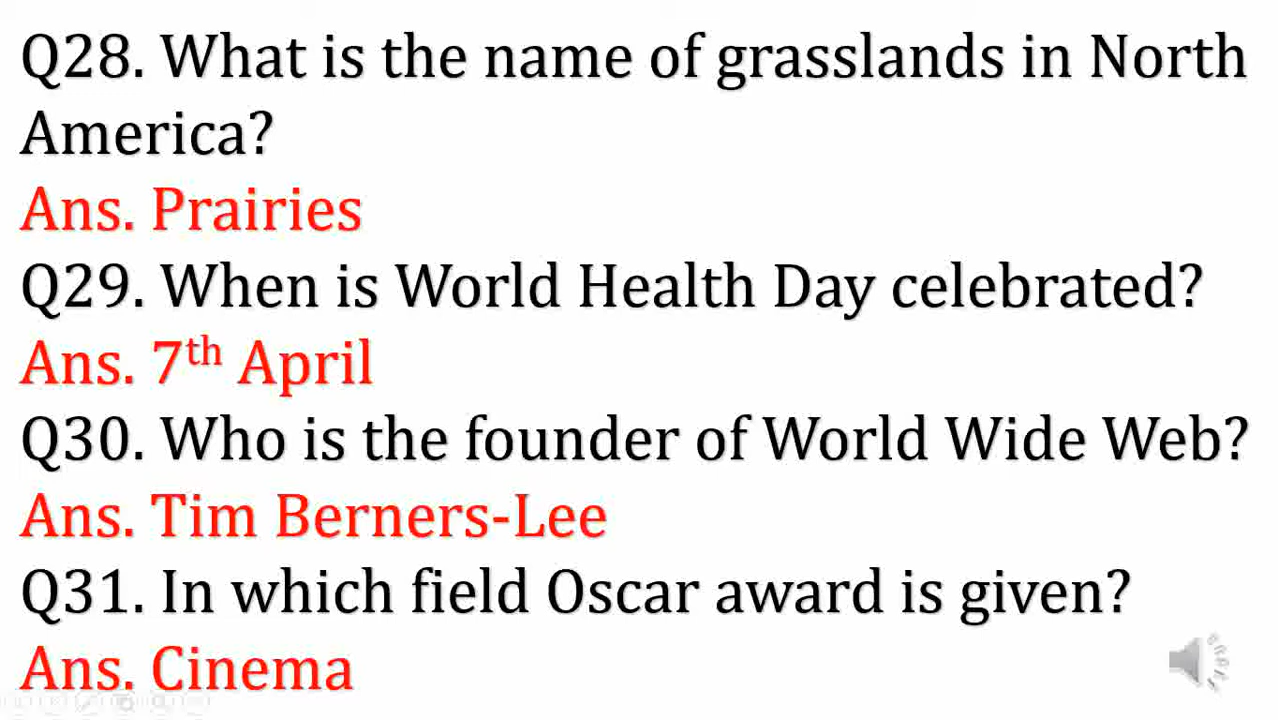 Q28. What is the name of grasslands in North
America?
Ans. Prairies
Q29. When is World Health Day celebrated?
Ans. 7th April
Q30. Who is the founder of World Wide Web?
Ans. Tim Berners-Lee
Q31. In which field Oscar award is given?
Ans. Cinema